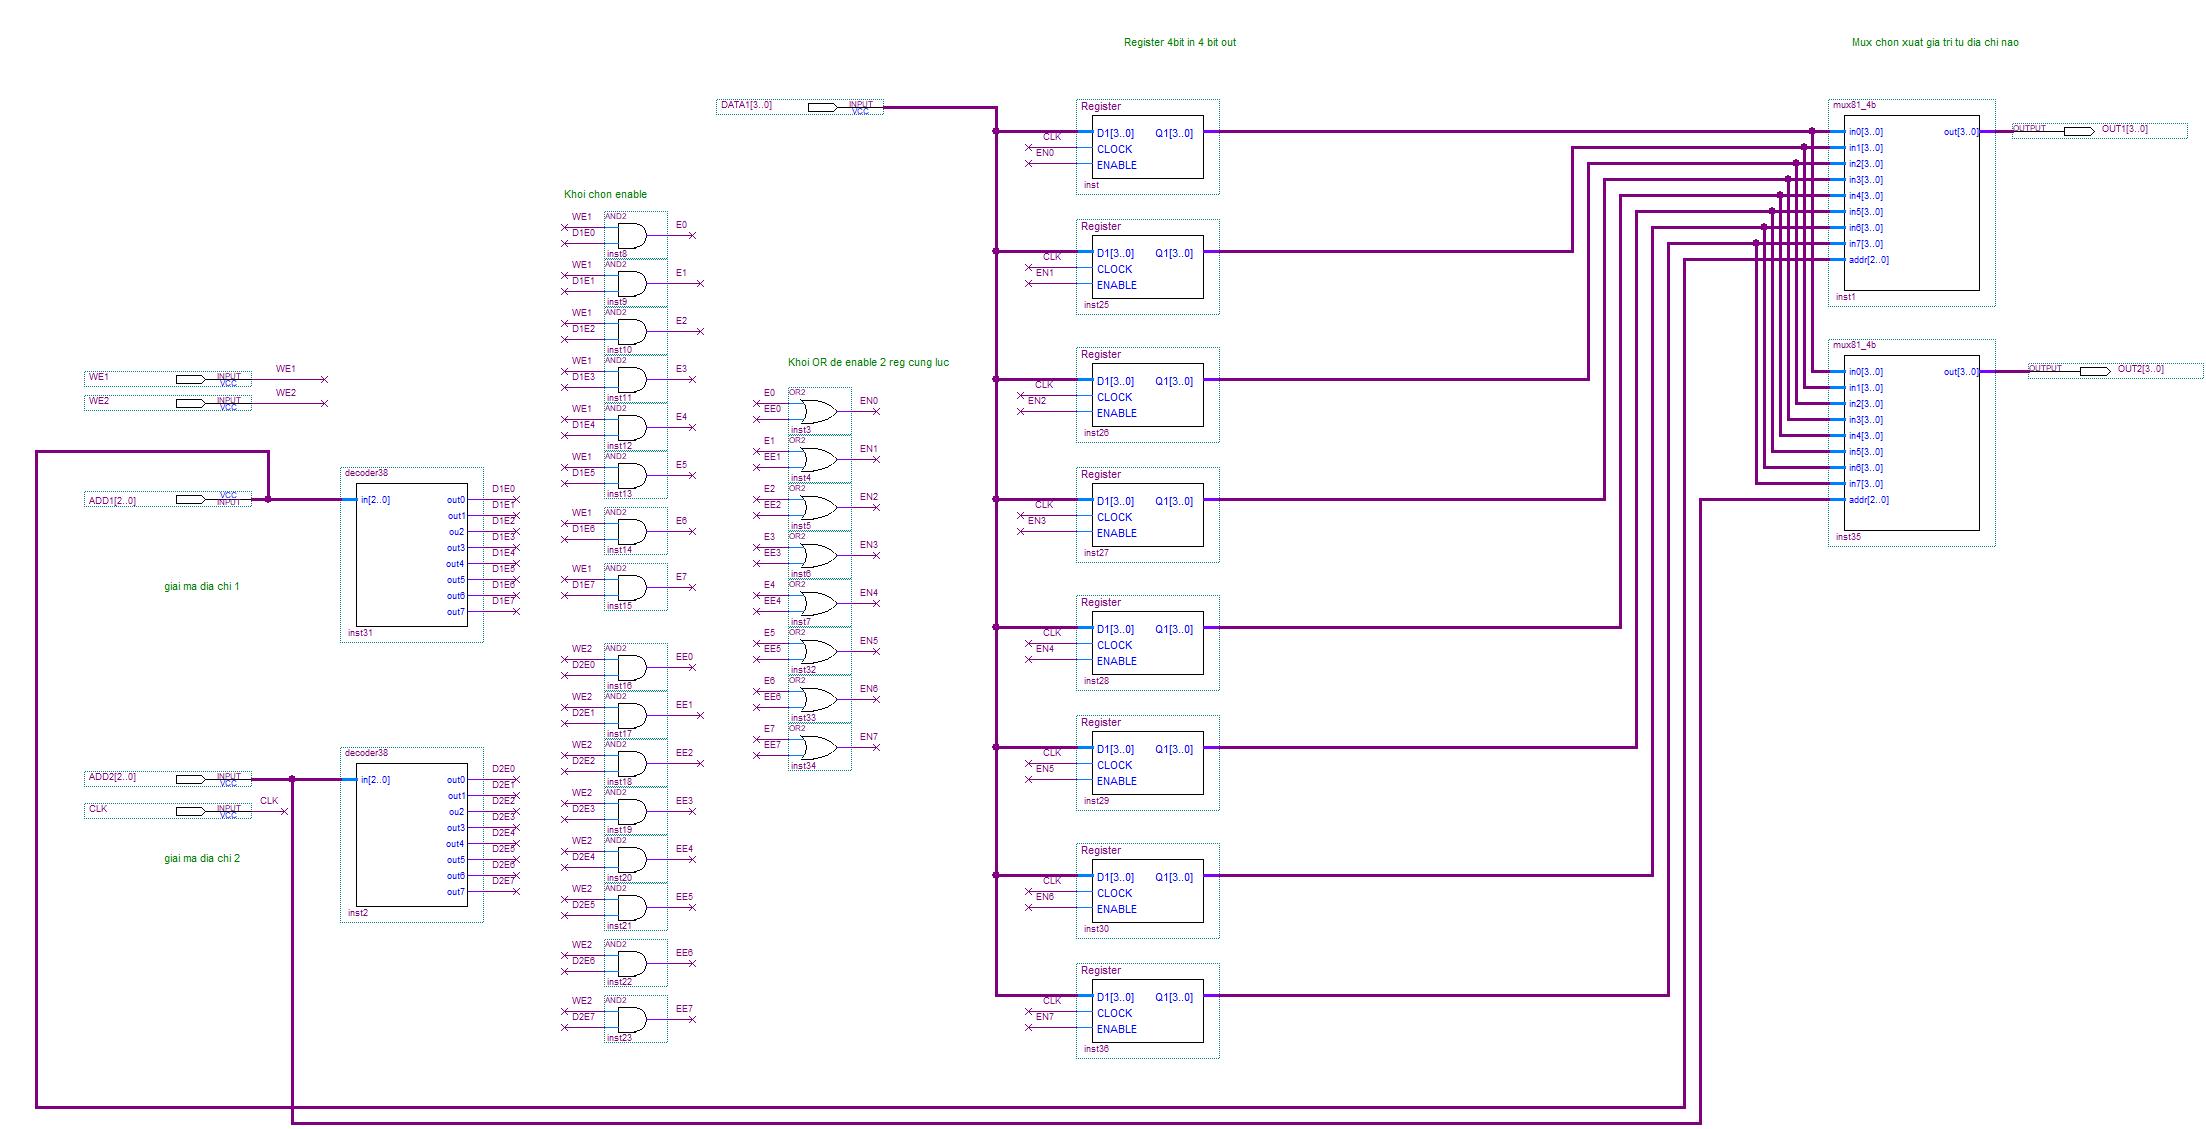 Register 4bit in 4 bit out
Mux chon xuat gia tri tu dia chi nao
DATA1[3..0]
INPUT
VCC
Khoi chon enable
WE1
AND2
D1E0
E0
inst8
WE1
AND2
D1E1
E1
inst9
WE1
AND2
D1E2
E2
inst10
WE1
AND2
D1E3
E3
inst11
WE1
AND2
D1E4
E4
inst12
WE1
AND2
D1E5
E5
inst13
WE1
AND2
D1E6
E6
inst14
WE1
AND2
D1E7
E7
inst15
WE2
AND2
D2E0
EE0
inst16
WE2
AND2
D2E1
EE1
inst17
WE2
AND2
D2E2
EE2
inst18
WE2
AND2
D2E3
EE3
inst19
WE2
AND2
D2E4
EE4
inst20
WE2
AND2
D2E5
EE5
inst21
WE2
AND2
D2E6
EE6
inst22
WE2
AND2
D2E7
EE7
inst23
WE1
INPUT
VCC
WE1
WE2
INPUT
VCC
WE2
ADD1[2..0]
VCC
INPUT
decoder38
in[2..0]
out0
out1
ou2
out3
out4
out5
out6
out7
D1E0
D1E1
D1E2
D1E3
D1E4
D1E5
D1E6
D1E7
inst31
giai ma dia chi 1
ADD2[2..0]
INPUT
VCC
CLK
INPUT
VCC
CLK
decoder38
in[2..0]
out0
out1
ou2
out3
out4
out5
out6
out7
D2E0
D2E1
D2E2
D2E3
D2E4
D2E5
D2E6
D2E7
inst2
giai ma dia chi 2
Khoi OR de enable 2 reg cung luc
E0
OR2
EE0
EN0
inst3
E1
OR2
EE1
EN1
inst4
E2
OR2
EE2
EN2
inst5
E3
OR2
EE3
EN3
inst6
E4
OR2
EE4
EN4
inst7
E5
OR2
EE5
EN5
inst32
E6
OR2
EE6
EN6
inst33
E7
OR2
EE7
EN7
inst34
Register
D1[3..0] Q1[3..0]
CLK
CLOCK
EN0
ENABLE
inst
Register
D1[3..0] Q1[3..0]
CLK
CLOCK
EN1
ENABLE
inst25
Register
D1[3..0] Q1[3..0]
CLK
CLOCK
EN2
ENABLE
inst26
Register
D1[3..0] Q1[3..0]
CLK
CLOCK
EN3
ENABLE
inst27
Register
D1[3..0] Q1[3..0]
CLK
CLOCK
EN4
ENABLE
inst28
Register
D1[3..0] Q1[3..0]
CLK
CLOCK
EN5
ENABLE
inst29
Register
D1[3..0] Q1[3..0]
CLK
CLOCK
EN6
ENABLE
inst30
Register
D1[3..0] Q1[3..0]
CLK
CLOCK
EN7
ENABLE
inst36
mux81_4b
in0[3..0] out[3..0]
in1[3..0]
in2[3..0]
in3[3..0]
in4[3..0]
in5[3..0]
in6[3..0]
in7[3..0]
addr[2..0]
inst1
OUTPUT
OUT1[3..0]
mux81_4b
in0[3..0] out[3..0]
in1[3..0]
in2[3..0]
in3[3..0]
in4[3..0]
in5[3..0]
in6[3..0]
in7[3..0]
addr[2..0]
inst35
OUTPUT
OUT2[3..0]